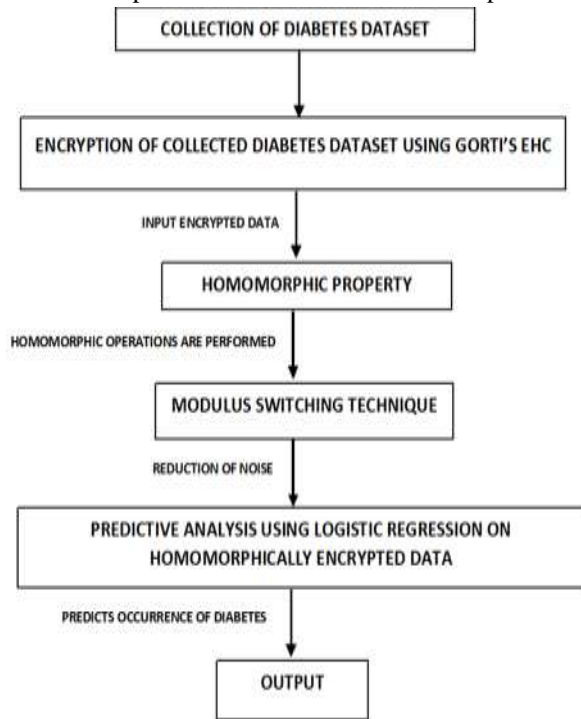 COLLECTION OF DIABETES DATASET
ENCRYPTION OF COLLECTED DIABETES DATASET USING GORTI'S EHC
INPUT ENCRYPTED DATA
HOMOMORPHIC PROPERTY
HOMOMORPHIC OPERATIONS ARE PERFORMED
MODULUS SWITCHING TECHNIQUE
REDUCTION OF NOISE
PREDICTIVE ANALYSIS USING LOGISTIC REGRESSION ON
HOMOMORPHICALLY ENCRYPTED DATA
PREDICTS OCCURRENCE OF DIABETES
OUTPUT